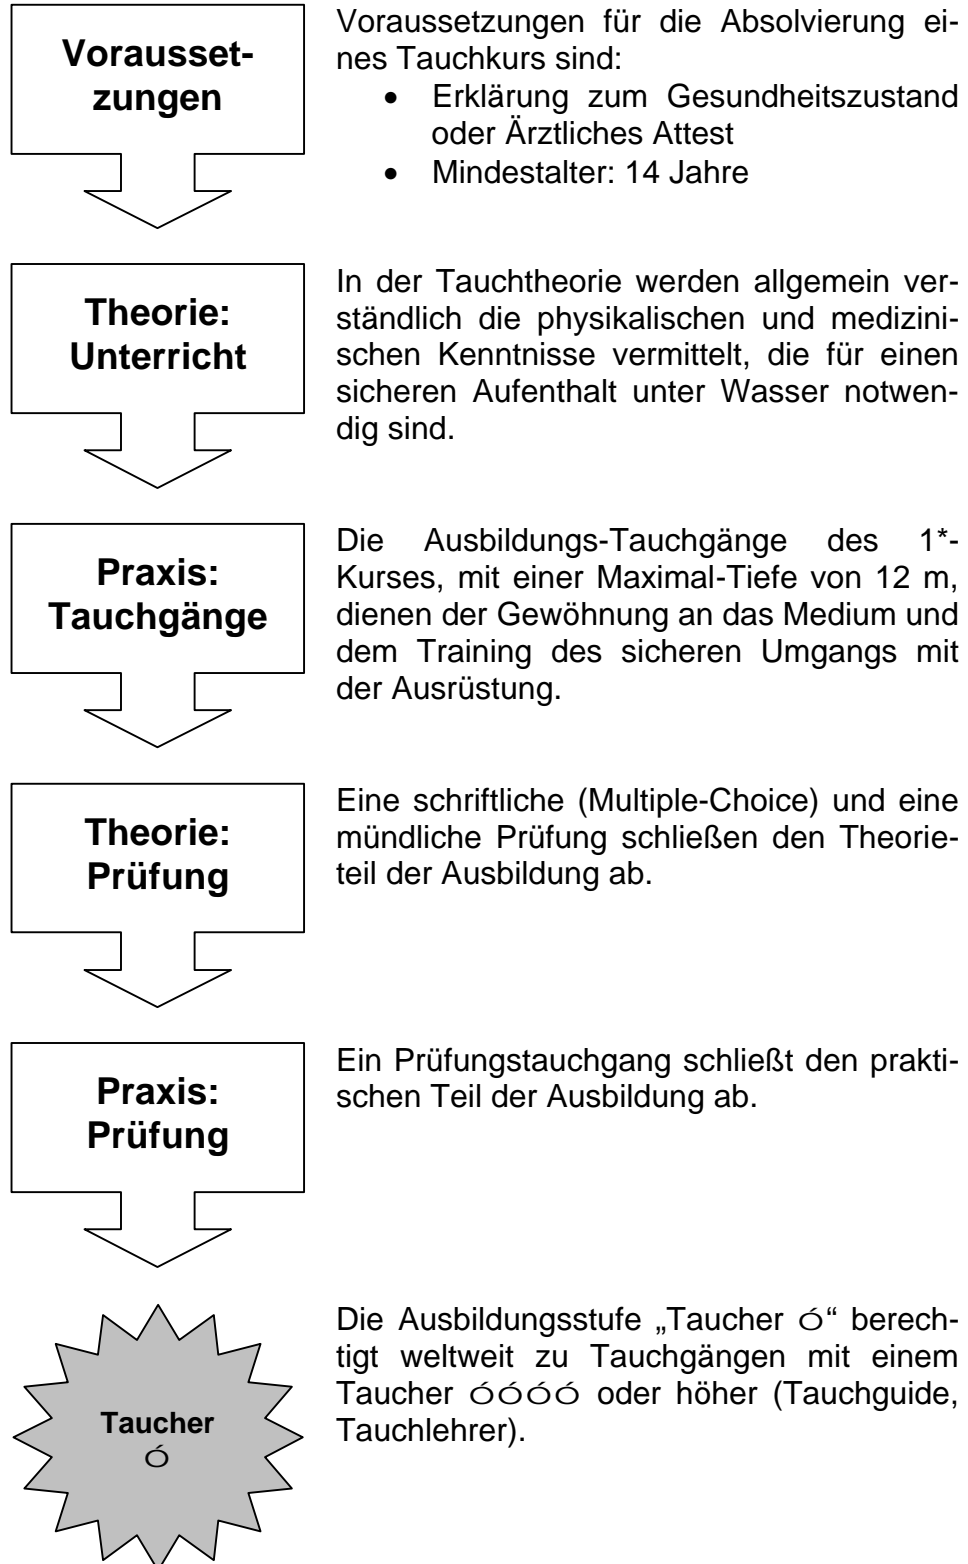 Vorausset-
zungen
Voraussetzungen für die Absolvierung ei-
nes Tauchkurs sind:
• Erklärung zum Gesundheitszustand
oder Ärztliches Attest
• Mindestalter: 14 Jahre
Theorie:
Unterricht
In der Tauchtheorie werden allgemein ver-
ständlich die physikalischen und medizini-
schen Kenntnisse vermittelt, die für einen
sicheren Aufenthalt unter Wasser notwen-
dig sind.
Praxis:
Tauchgänge
Die Ausbildungs-Tauchgänge des 1*-
Kurses, mit einer Maximal-Tiefe von 12 m,
dienen der Gewöhnung an das Medium und
dem Training des sicheren Umgangs mit
der Ausrüstung.
Theorie:
Prüfung
Eine schriftliche (Multiple-Choice) und eine
mündliche Prüfung schließen den Theorie-
teil der Ausbildung ab.
Praxis:
Prüfung
Ein Prüfungstauchgang schließt den prakti-
schen Teil der Ausbildung ab.
Taucher
Ó
Die Ausbildungsstufe „Taucher Ó“ berech-
tigt weltweit zu Tauchgängen mit einem
Taucher ÓÓÓÓ oder höher (Tauchguide,
Tauchlehrer).